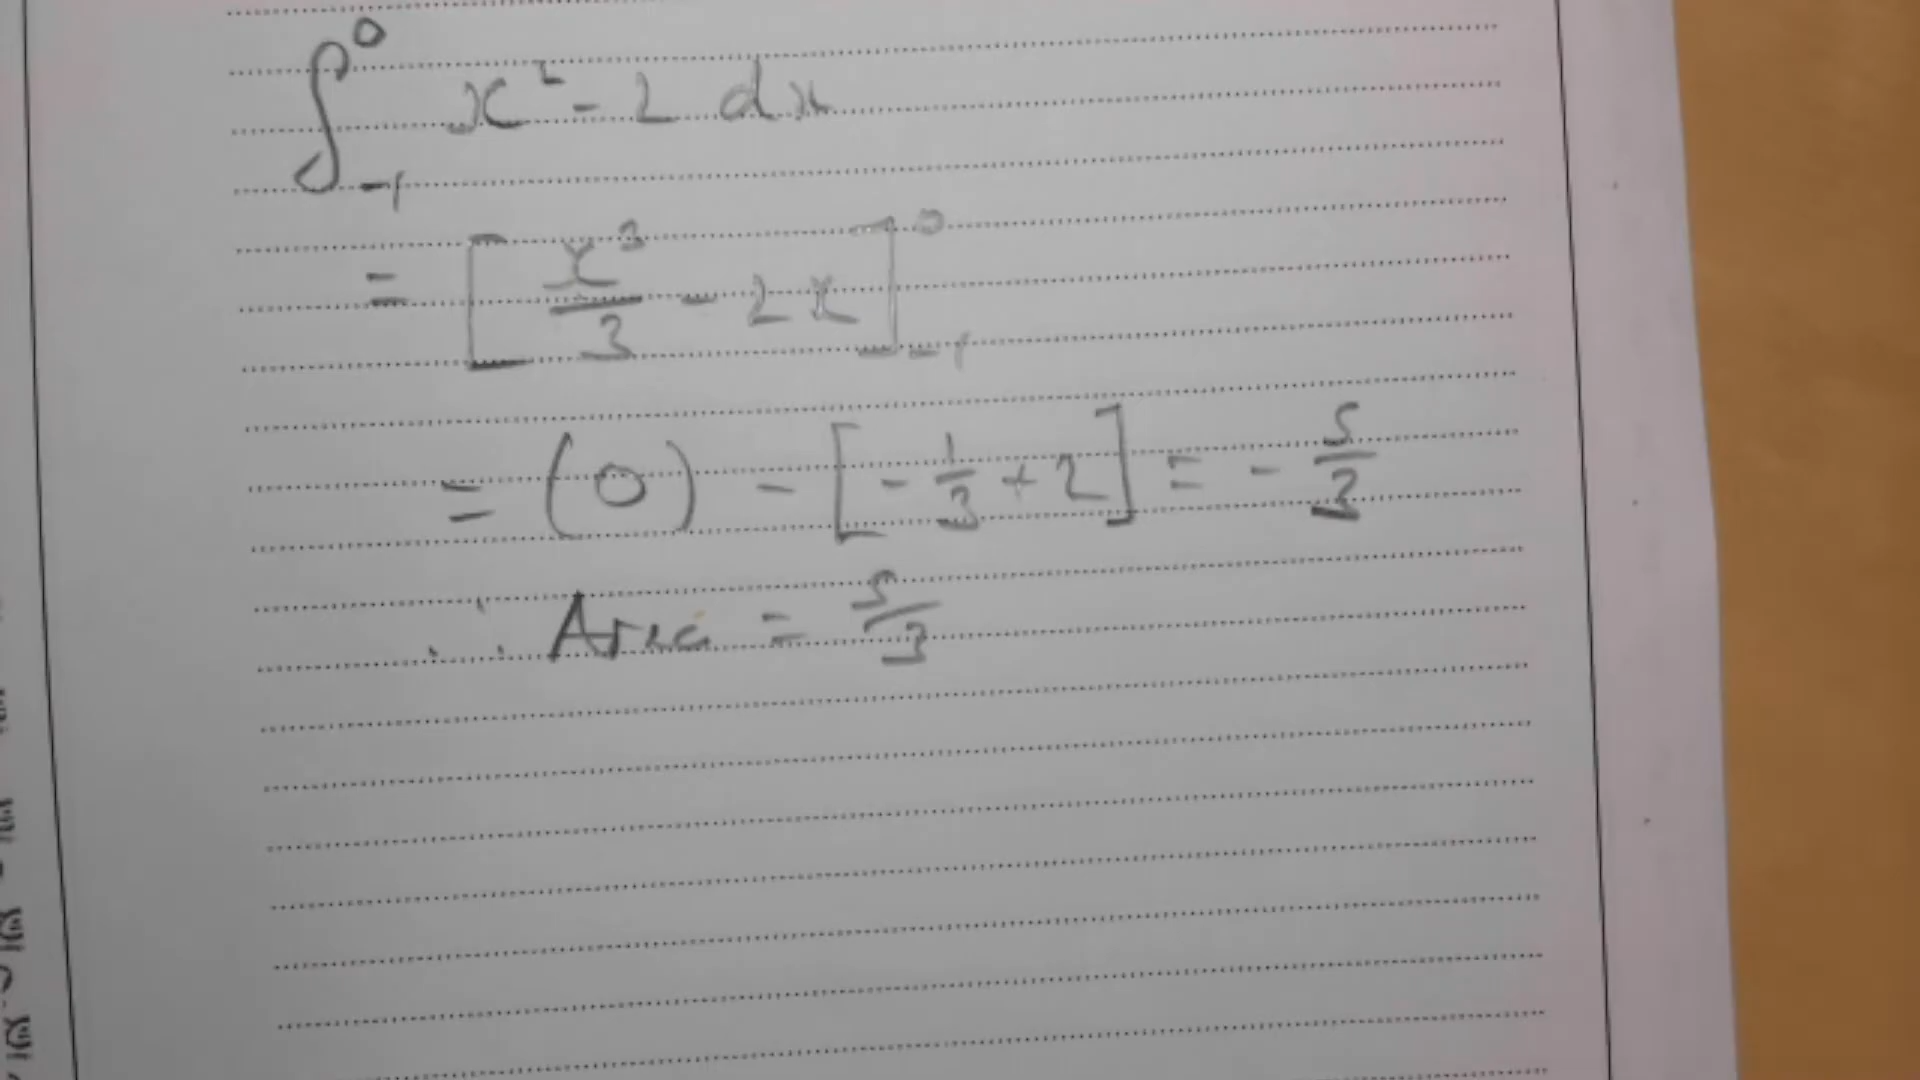 ∫₋₁⁰ x² - 2 dx
= [x³/3 - 2x]₋₁⁰
= (0) - [-1/3 + 2] = - 5/3
∴ Area = 5/3